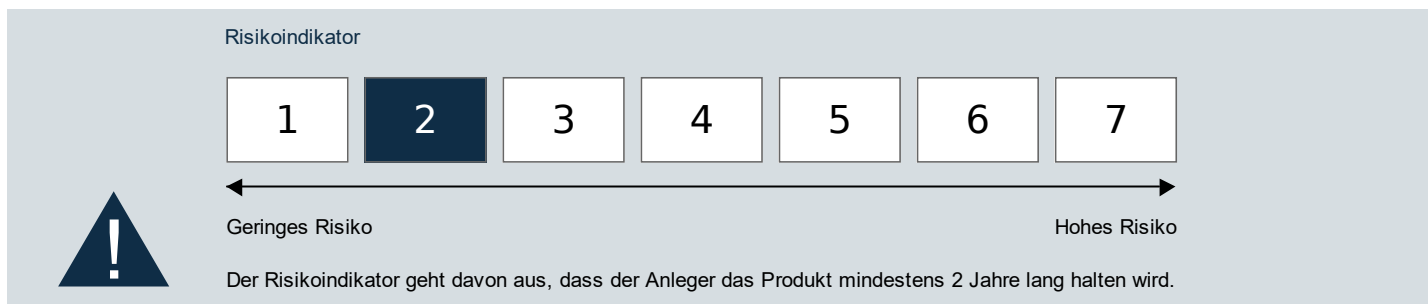 Risikoindikator
1 2 3 4 5 6 7
Geringes Risiko Hohes Risiko
!
Der Risikoindikator geht davon aus, dass der Anleger das Produkt mindestens 2 Jahre lang halten wird.